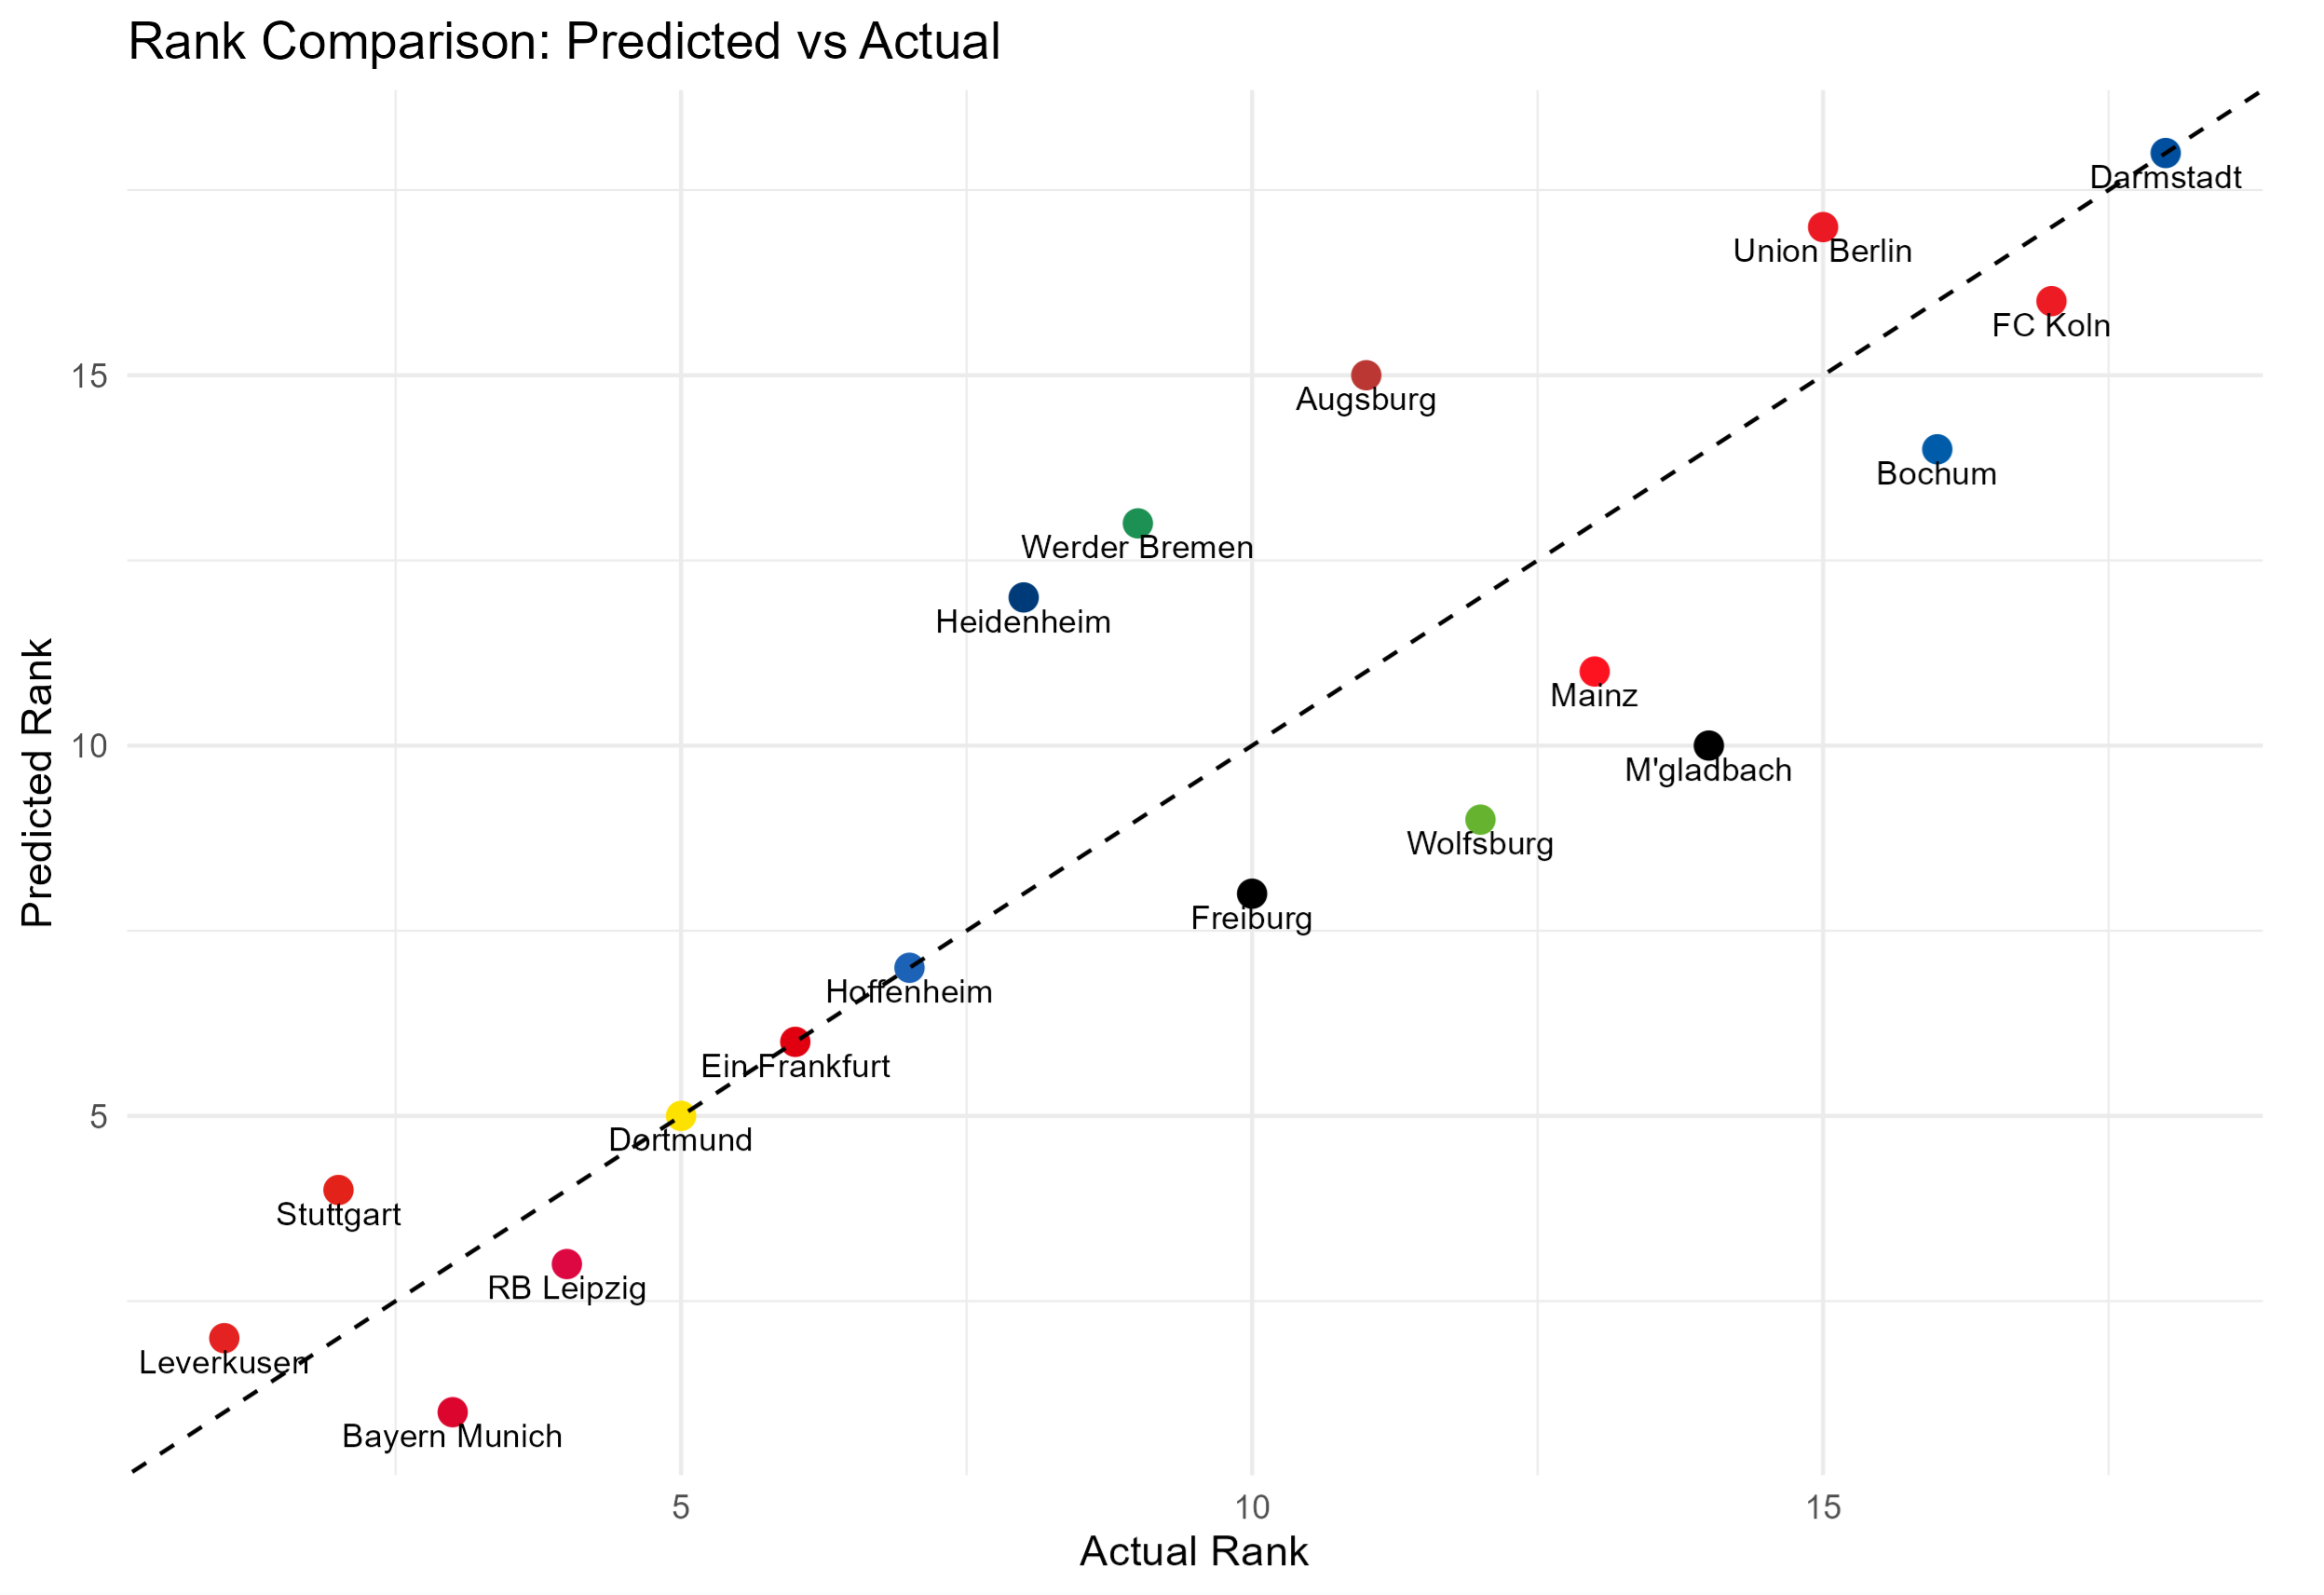 Rank Comparison: Predicted vs Actual
Darmstadt
Union Berlin
FC Koln
15
Augsburg
Bochum
Werder Bremen
Heidenheim
Mainz
10
M'gladbach
Wolfsburg
Freiburg
Hoffenheim
Ein Frankfurt
5
Dortmund
Stuttgart
RB Leipzig
Leverkusen
Bayern Munich
Predicted Rank
5
10
15
Actual Rank